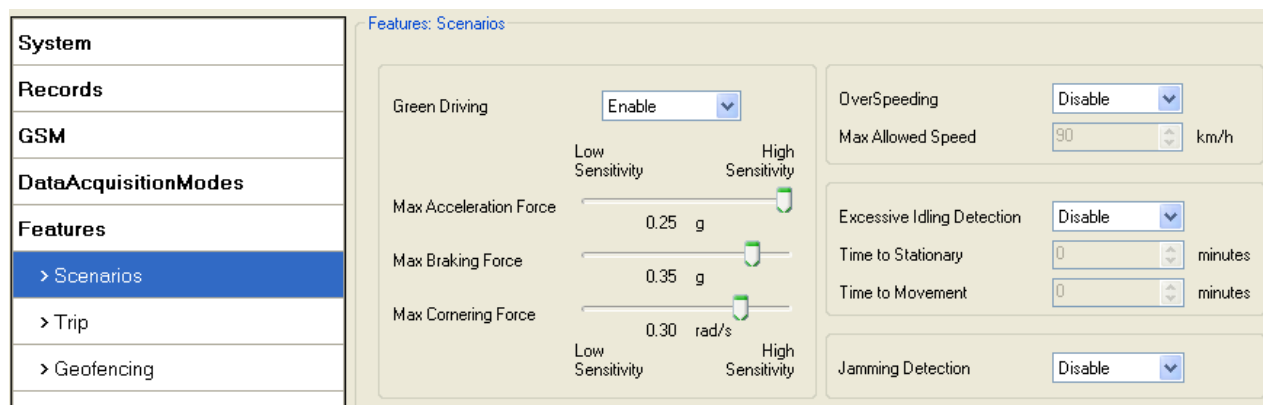 System
Records
GSM
DataAcquisitionModes
Features
> Scenarios
> Trip
> Geofencing
Features: Scenarios
Green Driving Enable
Low Sensitivity High Sensitivity
Max Acceleration Force
0.25 g
Max Braking Force
0.35 g
Max Cornering Force
0.30 rad/s
Low Sensitivity High Sensitivity
OverSpeeding Disable
Max Allowed Speed 90 km/h
Excessive Idling Detection Disable
Time to Stationary 0 minutes
Time to Movement 0 minutes
Jamming Detection Disable